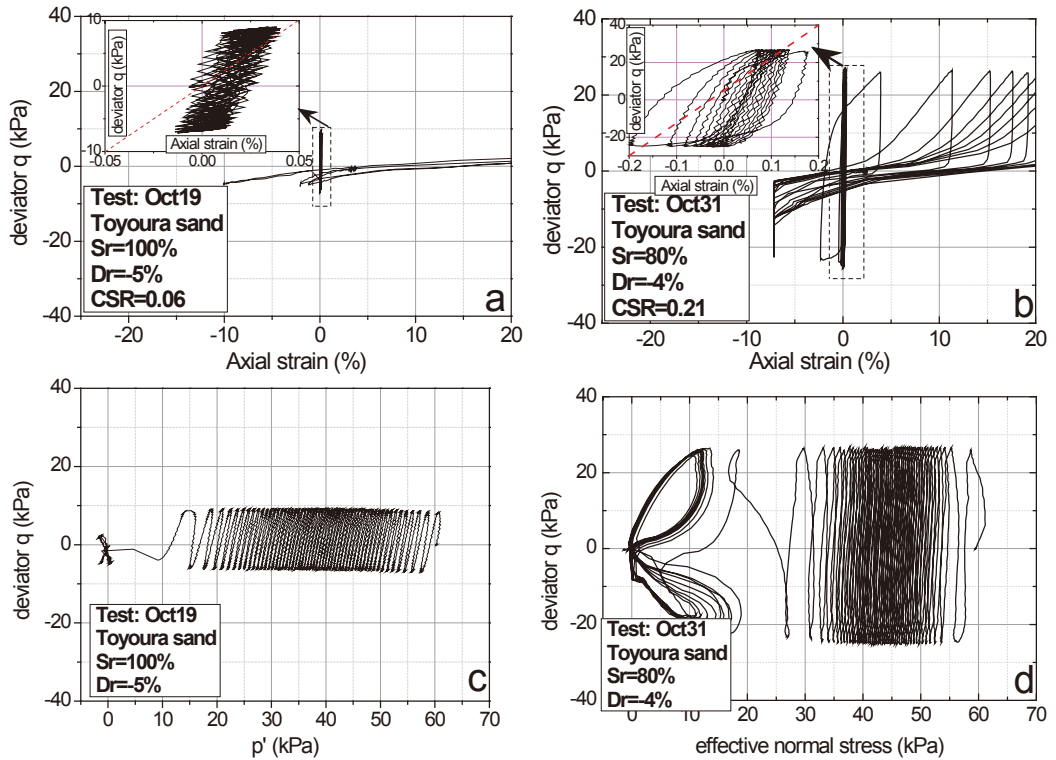 40
20
0
-20
-40
deviator q (kPa)
10
0
-10
deviator q (kPa)
Axial strain (%)
-0.05
0.00
0.05
Test: Oct19
Toyoura sand
Sr=100%
Dr=-5%
CSR=0.06
a
-20
-10
0
10
20
Axial strain (%)
40
20
0
-20
-40
deviator q (kPa)
40
20
0
-20
deviator q (kPa)
-0.2
-0.1
0.0
0.1
0.2
Axial strain (%)
Test: Oct31
Toyoura sand
Sr=80%
Dr=-4%
CSR=0.21
b
-20
-10
0
10
20
Axial strain (%)
40
20
0
-20
-40
deviator q (kPa)
Test: Oct19
Toyoura sand
Sr=100%
Dr=-5%
c
0
10
20
30
40
50
60
70
p' (kPa)
40
20
0
-20
-40
deviator q (kPa)
Test: Oct31
Toyoura sand
Sr=80%
Dr=-4%
d
0
10
20
30
40
50
60
70
effective normal stress (kPa)